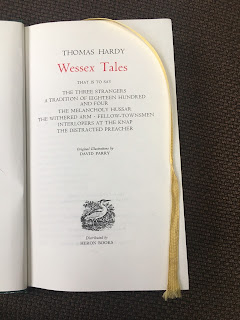 THOMAS HARDY
Wessex Tales
THAT IS TO SAY
THE THREE STRANGERS
A TRADITION OF EIGHTEEN HUNDRED
AND FOUR
THE MELANCHOLY HUSSAR
THE WITHERED ARM · FELLOW-TOWNSMEN
INTERLOPERS AT THE KNAP
THE DISTRACTED PREACHER
Original Illustrations by
DAVID PARRY
Distributed by
HERON BOOKS